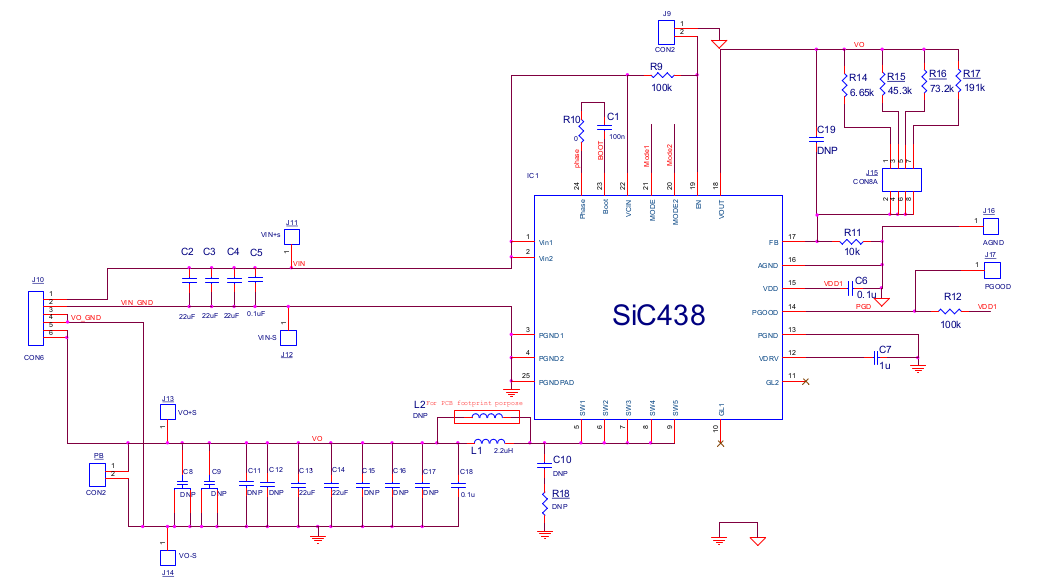 J9
1
2
CON2
VO
R9
100k
R14
6.65k
R15
45.3k
R16
73.2k
R17
191k
R10
0
C1
100n
phase
BOOT
Mode1
Mode2
C19
DNP
1
3
5
7
J15
CON8A
2
4
6
8
IC1
24
23
22
21
20
19
18
Phase
Boot
VCIN
MODE
MODE2
EN
VOUT
J11
VIN+s
1
VIN
1
Vin1
2
Vin2
17
FB
R11
10k
J16
1
AGND
16
AGND
J17
1
PGOOD
C2
C3
C4
C5
22uF
22uF
22uF
0.1uF
15
VDD
VDD1
C6
0.1u
J10
1
2
3
4
5
6
CON6
VIN_GND
VO_GND
14
PGOOD
PGD
R12
100k
VDD1
SiC438
1
VIN-S
J12
3
PGND1
13
PGND
4
PGND2
12
VDRV
C7
1u
25
PGNDPAD
11
GL2
L2
For PCB footprint porpose
DNP
SW1
SW2
SW3
SW4
SW5
GL1
5
6
7
8
9
10
J13
VO+S
1
VO
L1
2.2uH
PB
1
2
CON2
C8
DNP
C9
DNP
C11
DNP
C12
DNP
C13
22uF
C14
22uF
C15
DNP
C16
DNP
C17
DNP
C18
0.1u
C10
DNP
R18
DNP
1
VO-S
J14